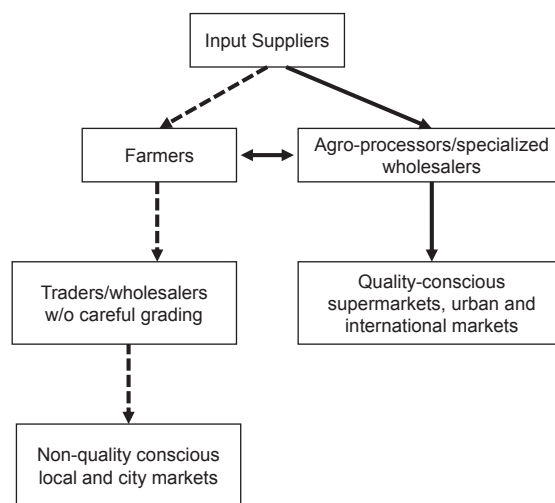 Input Suppliers
Farmers
Agro-processors/specialized
wholesalers
Traders/wholesalers
w/o careful grading
Quality-conscious
supermarkets, urban and
international markets
Non-quality conscious
local and city markets